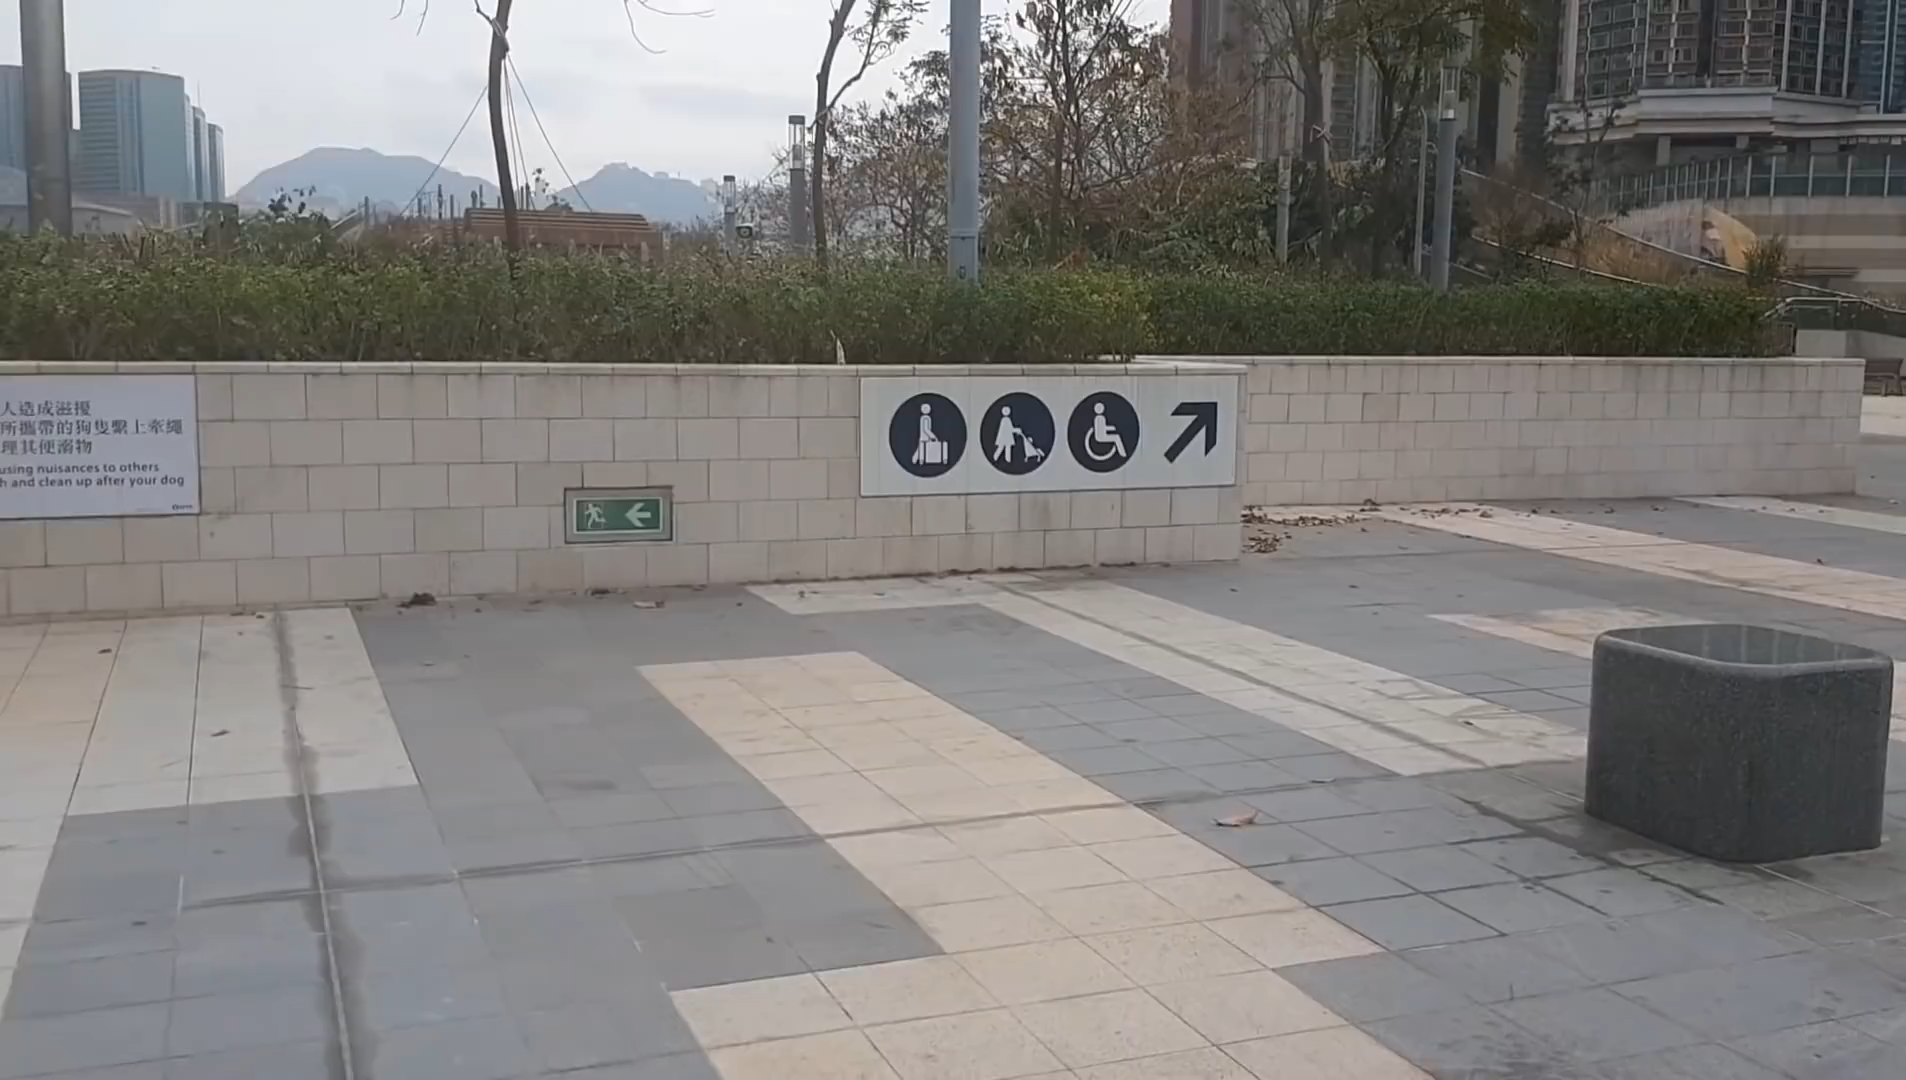 人造成滋擾
所攜帶的狗隻繫上牽繩
理其便溺物
using nuisances to others
h and clean up after your dog